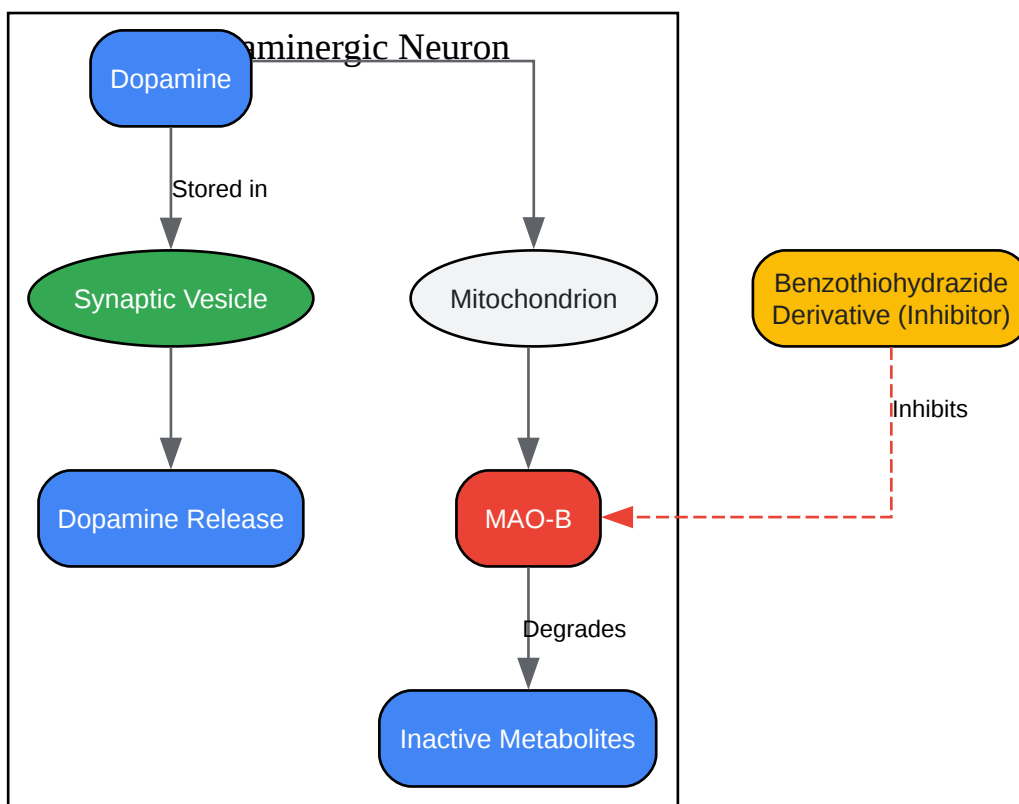 aminergic Neuron
Dopamine
Stored in
Synaptic Vesicle
Mitochondrion
Benzothiohydrazide
Derivative (Inhibitor)
Inhibits
Dopamine Release
MAO-B
Degrades
Inactive Metabolites